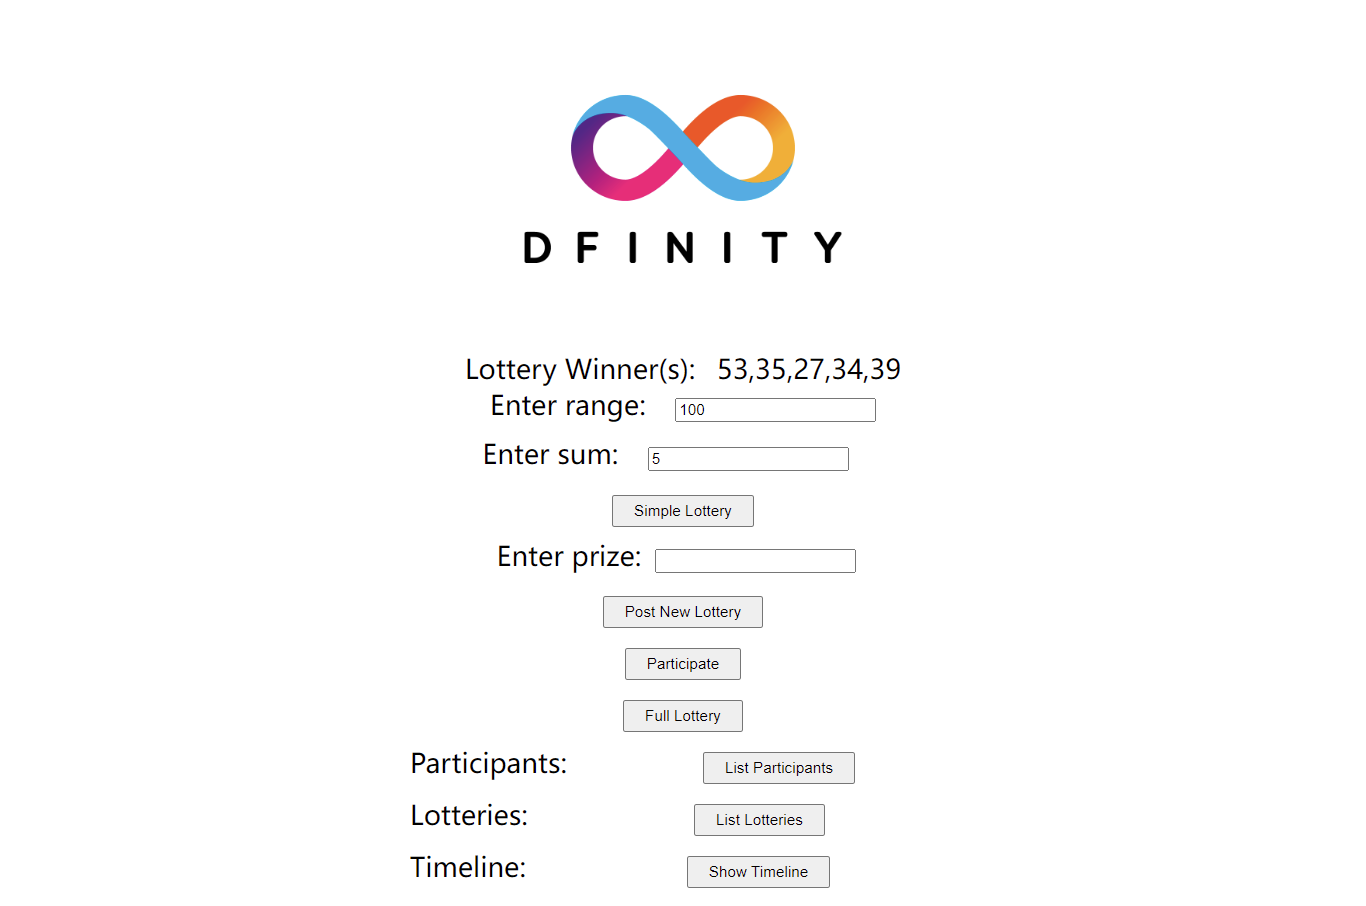 DFINITY
Lottery Winner(s): 53,35,27,34,39
Enter range: 100
Enter sum: 5
Simple Lottery
Enter prize:
Post New Lottery
Participate
Full Lottery
Participants: List Participants
Lotteries: List Lotteries
Timeline: Show Timeline